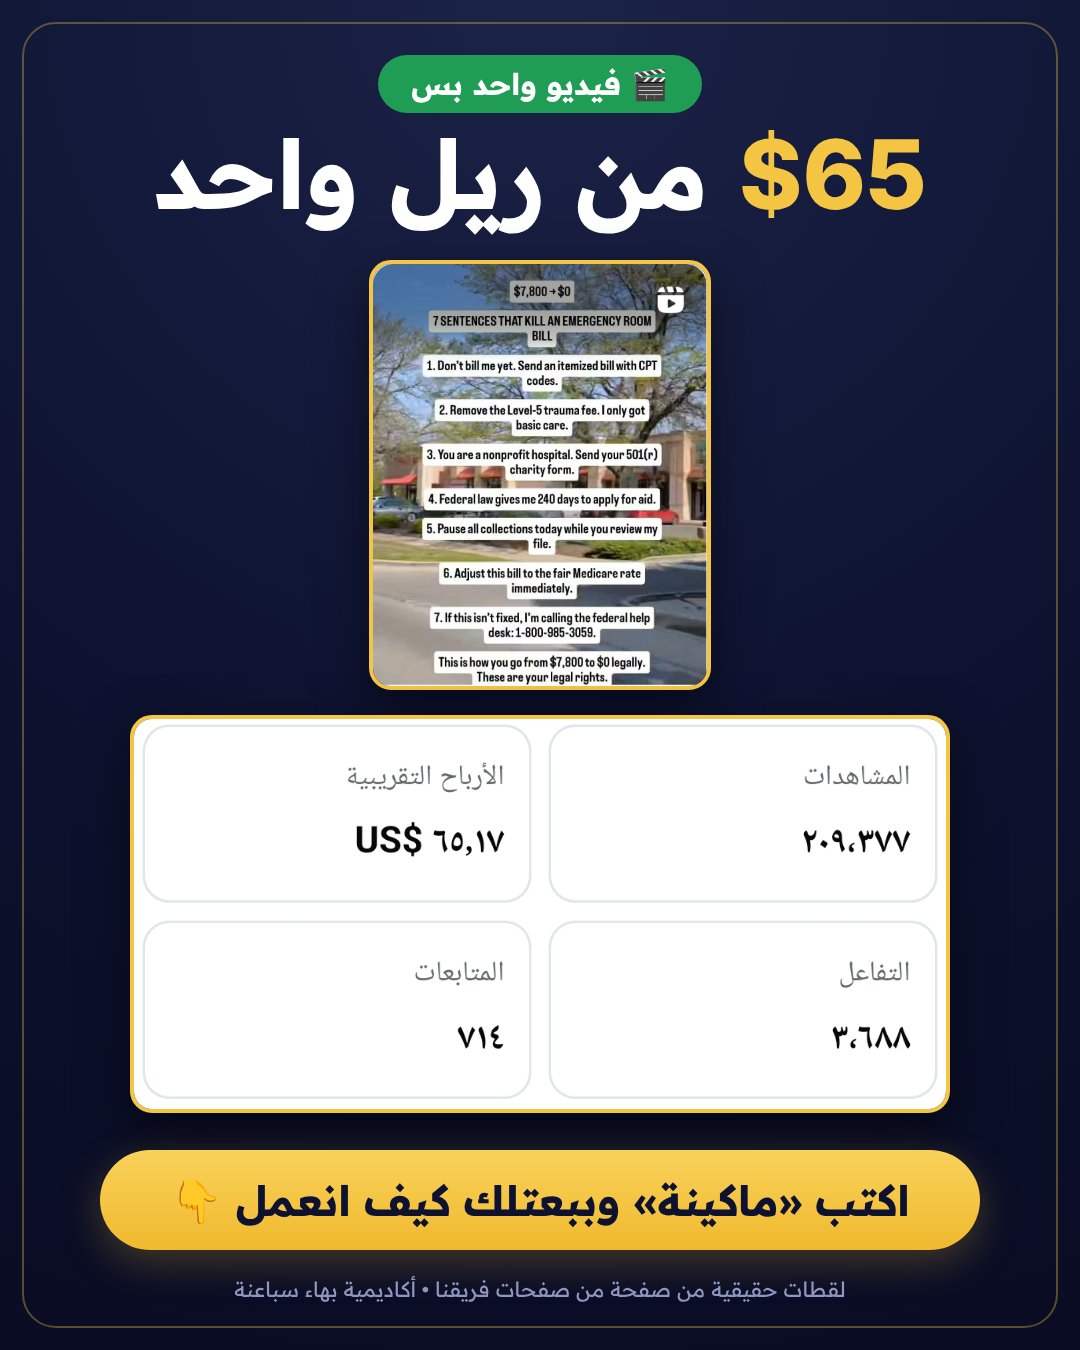 🎬 فيديو واحد بس
$65 من ريل واحد
$7,800 → $0
7 SENTENCES THAT KILL AN EMERGENCY ROOM
BILL
1. Don't bill me yet. Send an itemized bill with CPT
codes.
2. Remove the Level-5 trauma fee. I only got
basic care.
3. You are a nonprofit hospital. Send your 501(r)
charity form.
4. Federal law gives me 240 days to apply for aid.
5. Pause all collections today while you review my
file.
6. Adjust this bill to the fair Medicare rate
immediately.
7. If this isn't fixed, I'm calling the federal help
desk: 1-800-985-3059.
This is how you go from $7,800 to $0 legally.
These are your legal rights.
المشاهدات
٢٠٩،٣٧٧
الأرباح التقريبية
US$ ٦٥,١٧
التفاعل
٣،٦٨٨
المتابعات
٧١٤
اكتب «ماكينة» وببعتلك كيف انعمل 👇
لقطات حقيقية من صفحة من صفحات فريقنا • أكاديمية بهاء سباعنة